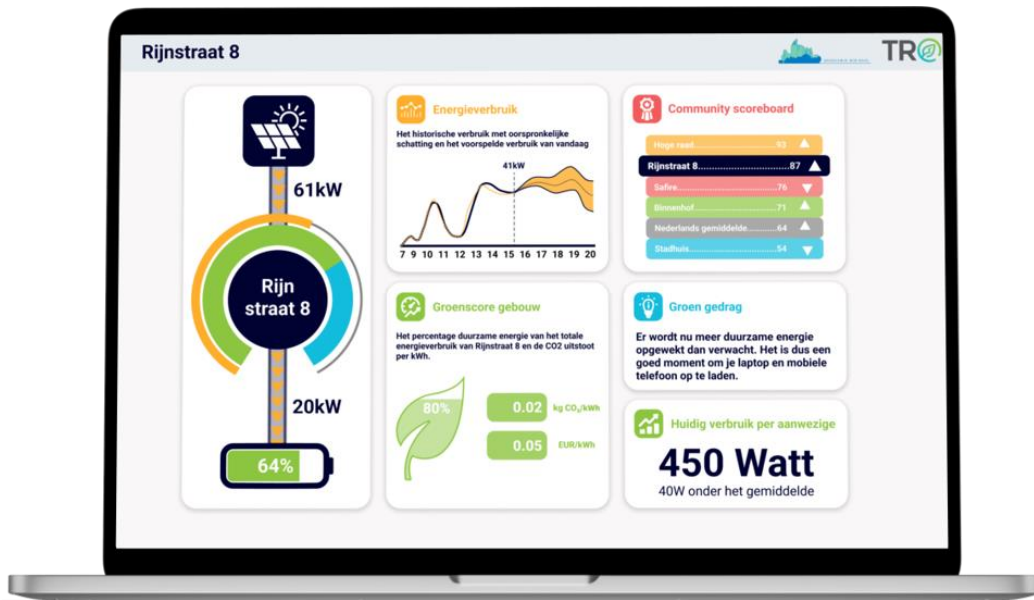 Rijnstraat 8
TR
61kW
Rijn
straat 8
20kW
64%
Energieverbruik
Het historische verbruik met oorspronkelijke
schatting en het voorspelde verbruik van vandaag
41kW
7 9 10 11 12 13 14 15 16 17 18 19 20
Groenscore gebouw
Het percentage duurzame energie van het totale
energieverbruik van Rijnstraat 8 en de CO2 uitstoot
per kWh.
80%
0.02 kg CO₂/kWh
0.05 EUR/kWh
Community scoreboard
Hoge raad 93
Rijnstraat 8 87
Safire 76
Binnenhof 71
Nederlands gemiddelde 64
Stadhuis 54
Groen gedrag
Er wordt nu meer duurzame energie
opgewekt dan verwacht. Het is dus een
goed moment om je laptop en mobiele
telefoon op te laden.
Huidig verbruik per aanwezige
450 Watt
40W onder het gemiddelde